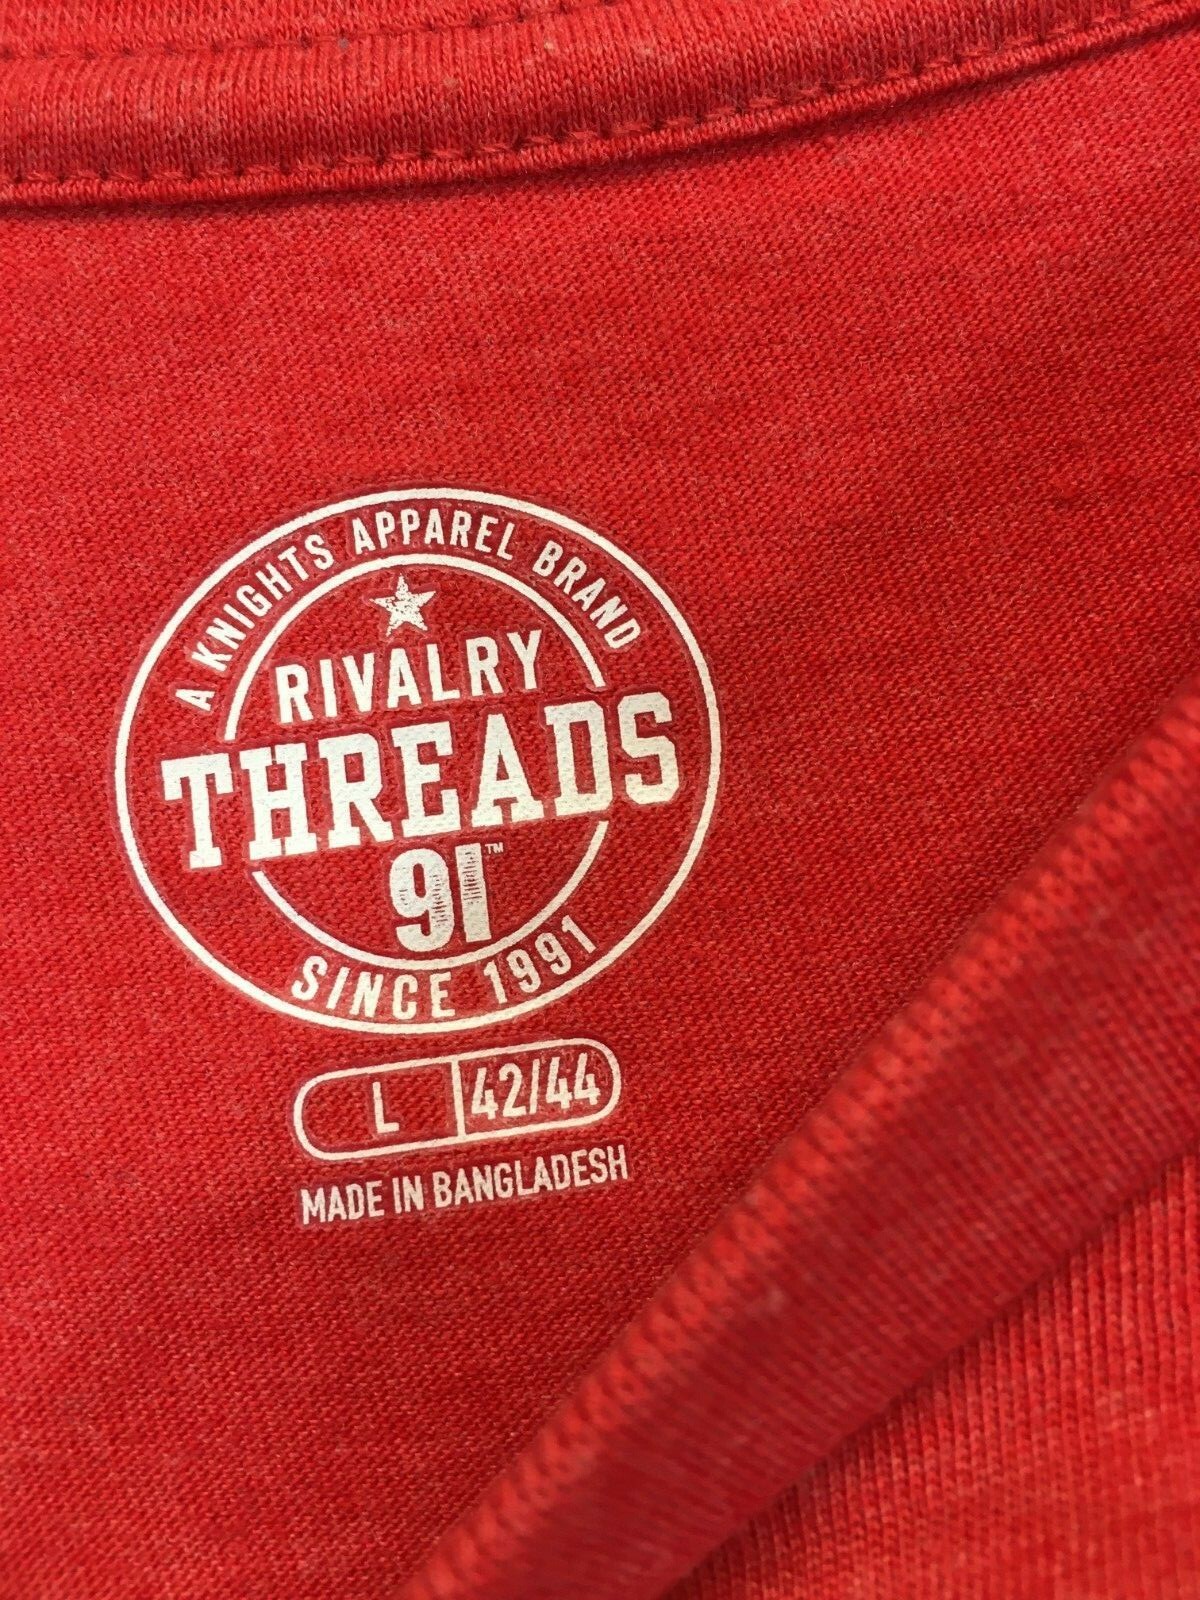 A KNIGHTS APPAREL BRAND
RIVALRY
THREADS
91™
SINCE 1991
L 42/44
MADE IN BANGLADESH